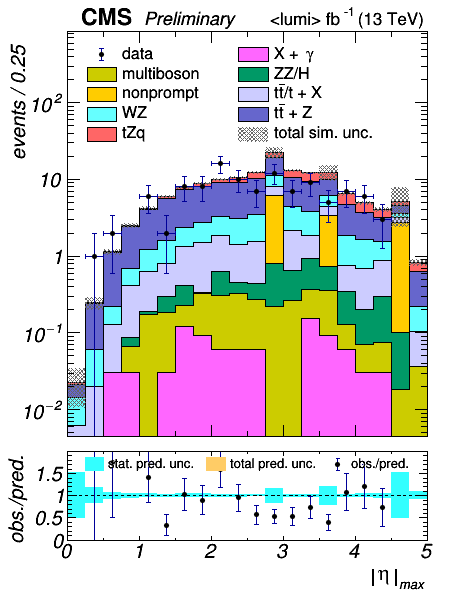 CMS Preliminary <lumi> fb⁻¹ (13 TeV)
events / 0.25
data
multiboson
nonprompt
WZ
tZq
X + γ
ZZ/H
tt̄/t + X
tt̄ + Z
total sim. unc.
10²
10
1
10⁻¹
10⁻²
obs./pred.
stat. pred. unc. total pred. unc. obs./pred.
1.5
1
0.5
0
0 1 2 3 4 5
|η|max